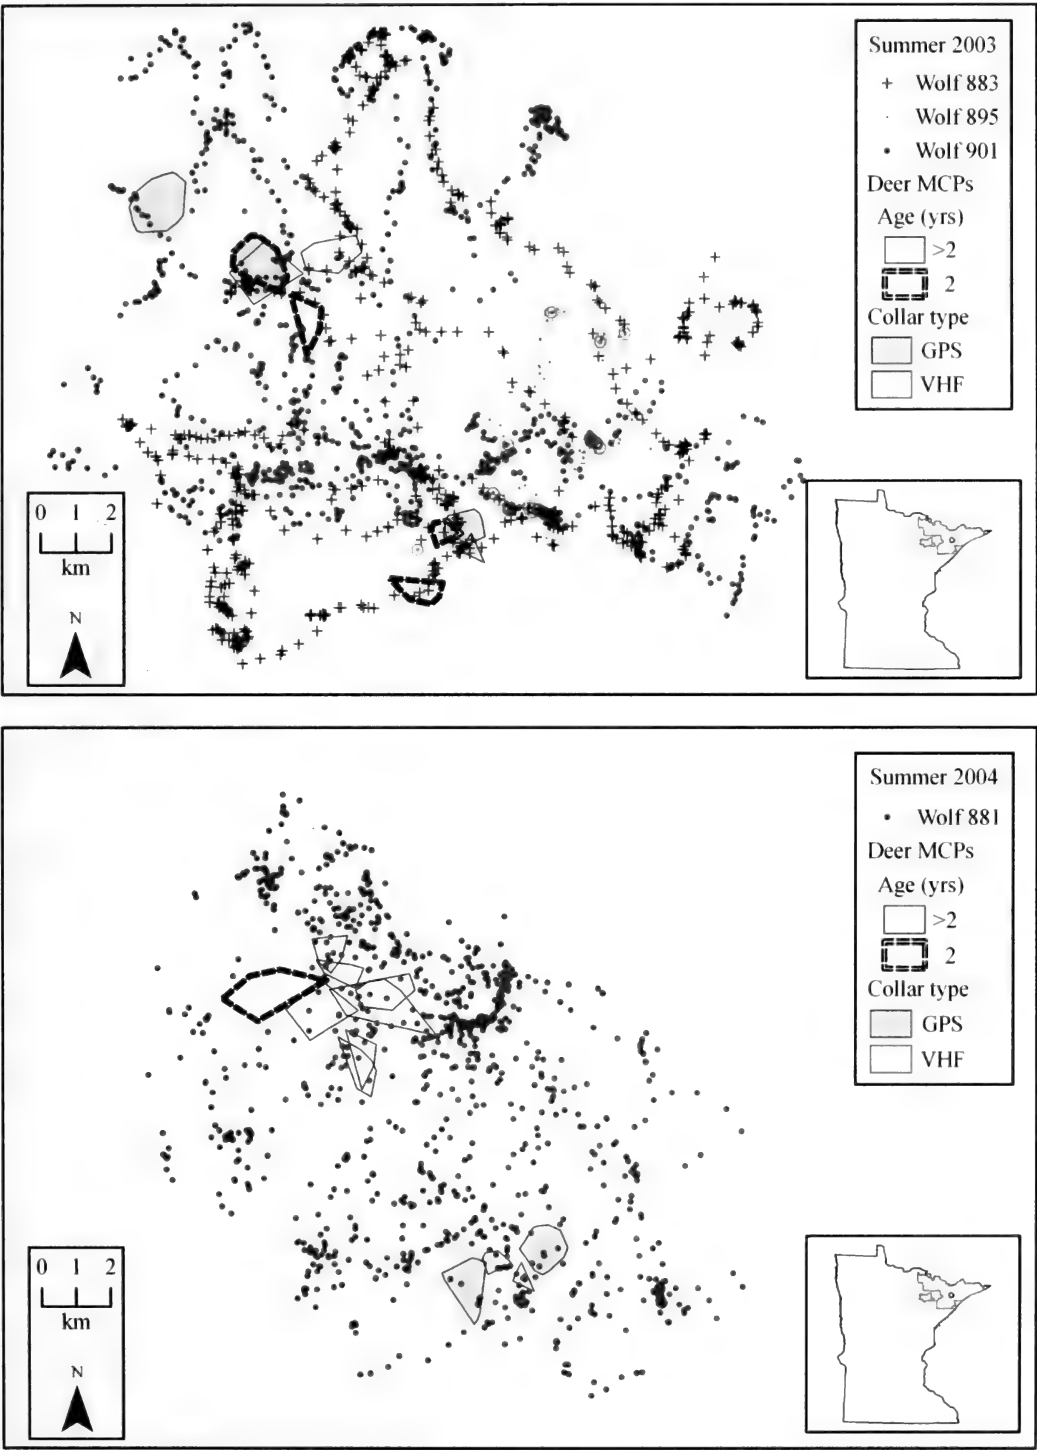 Summer 2003
+ Wolf 883
· Wolf 895
• Wolf 901
Deer MCPs
Age (yrs)
>2
2
Collar type
GPS
VHF
0 1 2
km
N
Summer 2004
• Wolf 881
Deer MCPs
Age (yrs)
>2
2
Collar type
GPS
VHF
0 1 2
km
N